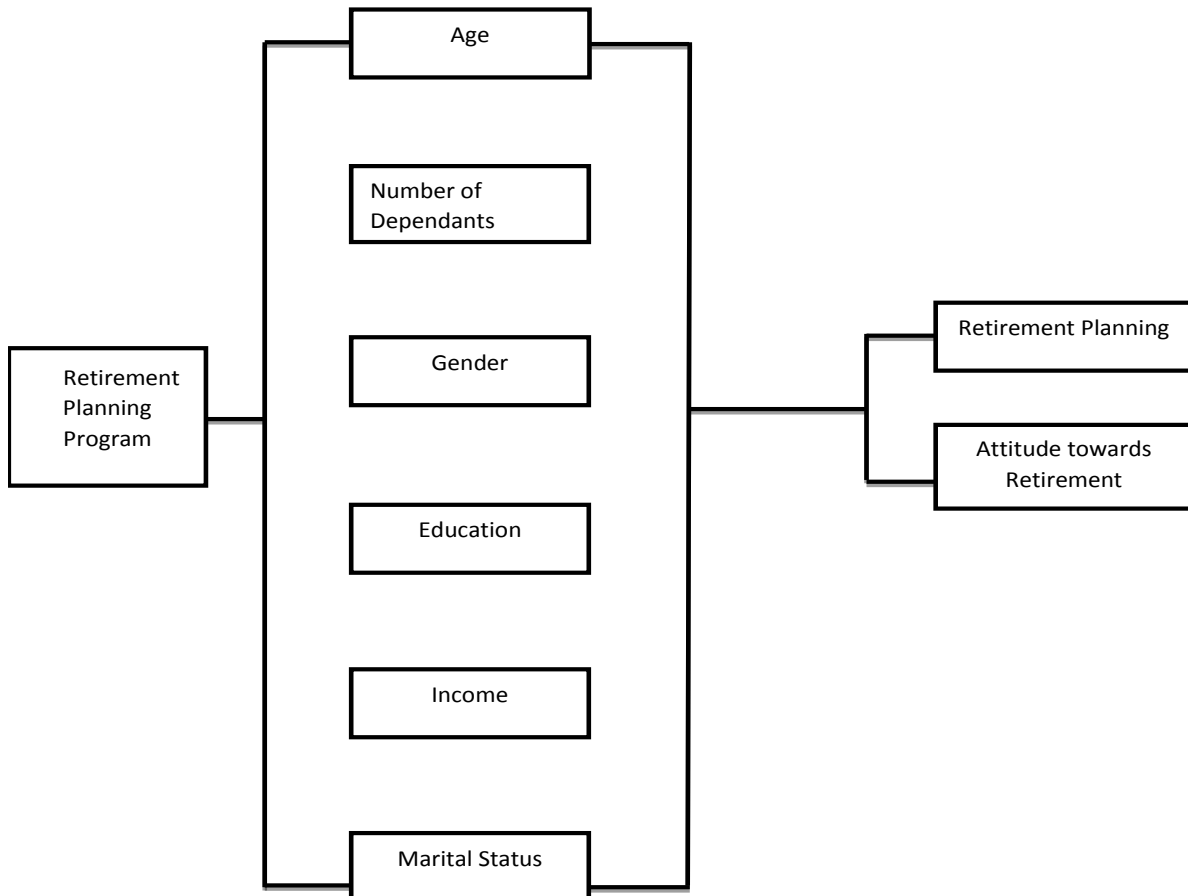 Age
Number of
Dependants
Gender
Retirement
Planning
Program
Education
Income
Marital Status
Retirement Planning
Attitude towards
Retirement